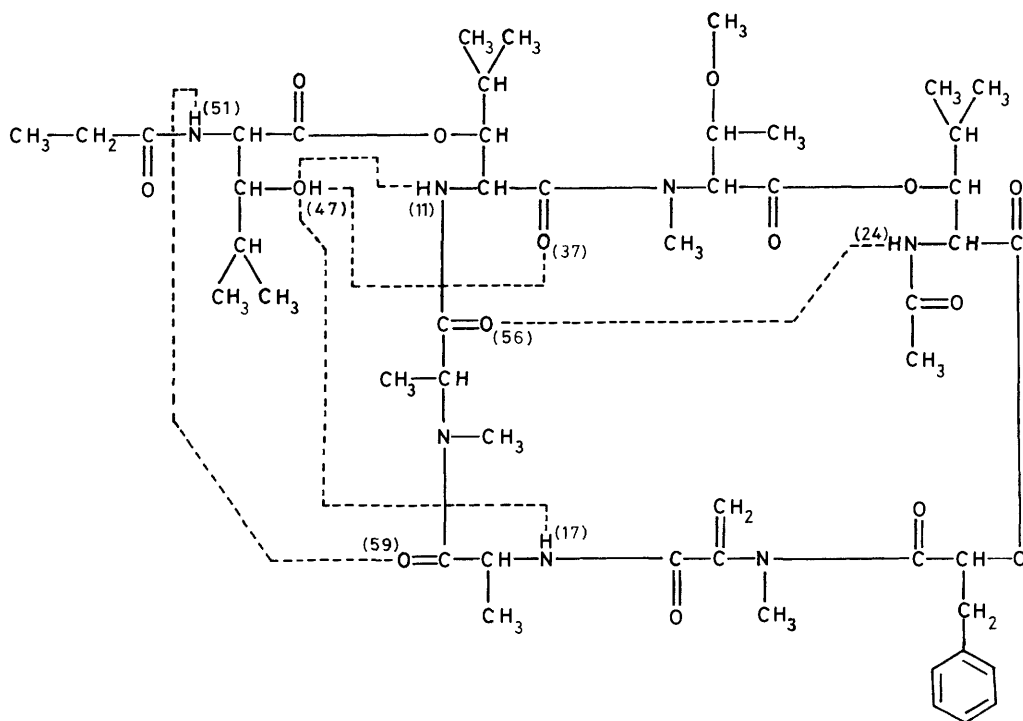 CH₃
CH₃ CH₃
O CH O CH₃ CH₃
H (51)
CH₃ CH₂ C N CH C O CH CH CH₃ CH
O CH OH HN CH C N CH C O CH O
(47) (11)
CH O (37) CH₃ O (24) HN CH C
CH₃ CH₃ C O
C O (56)
CH₃
CH₃ CH
N CH₃
CH₂ O
(59) H (17)
O C CH N C C N C CH O
CH₃ O CH₃ CH₂